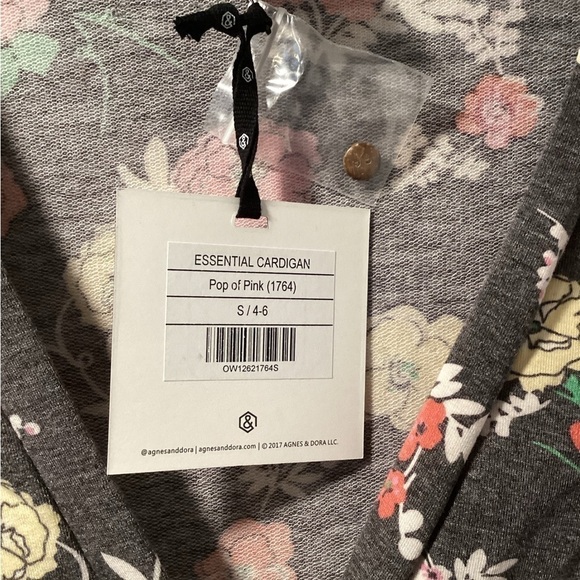 ESSENTIAL CARDIGAN
Pop of Pink (1764)
S / 4-6
OW12621764S
&
@agnesanddora | agnesanddora.com | © 2017 AGNES & DORA LLC.